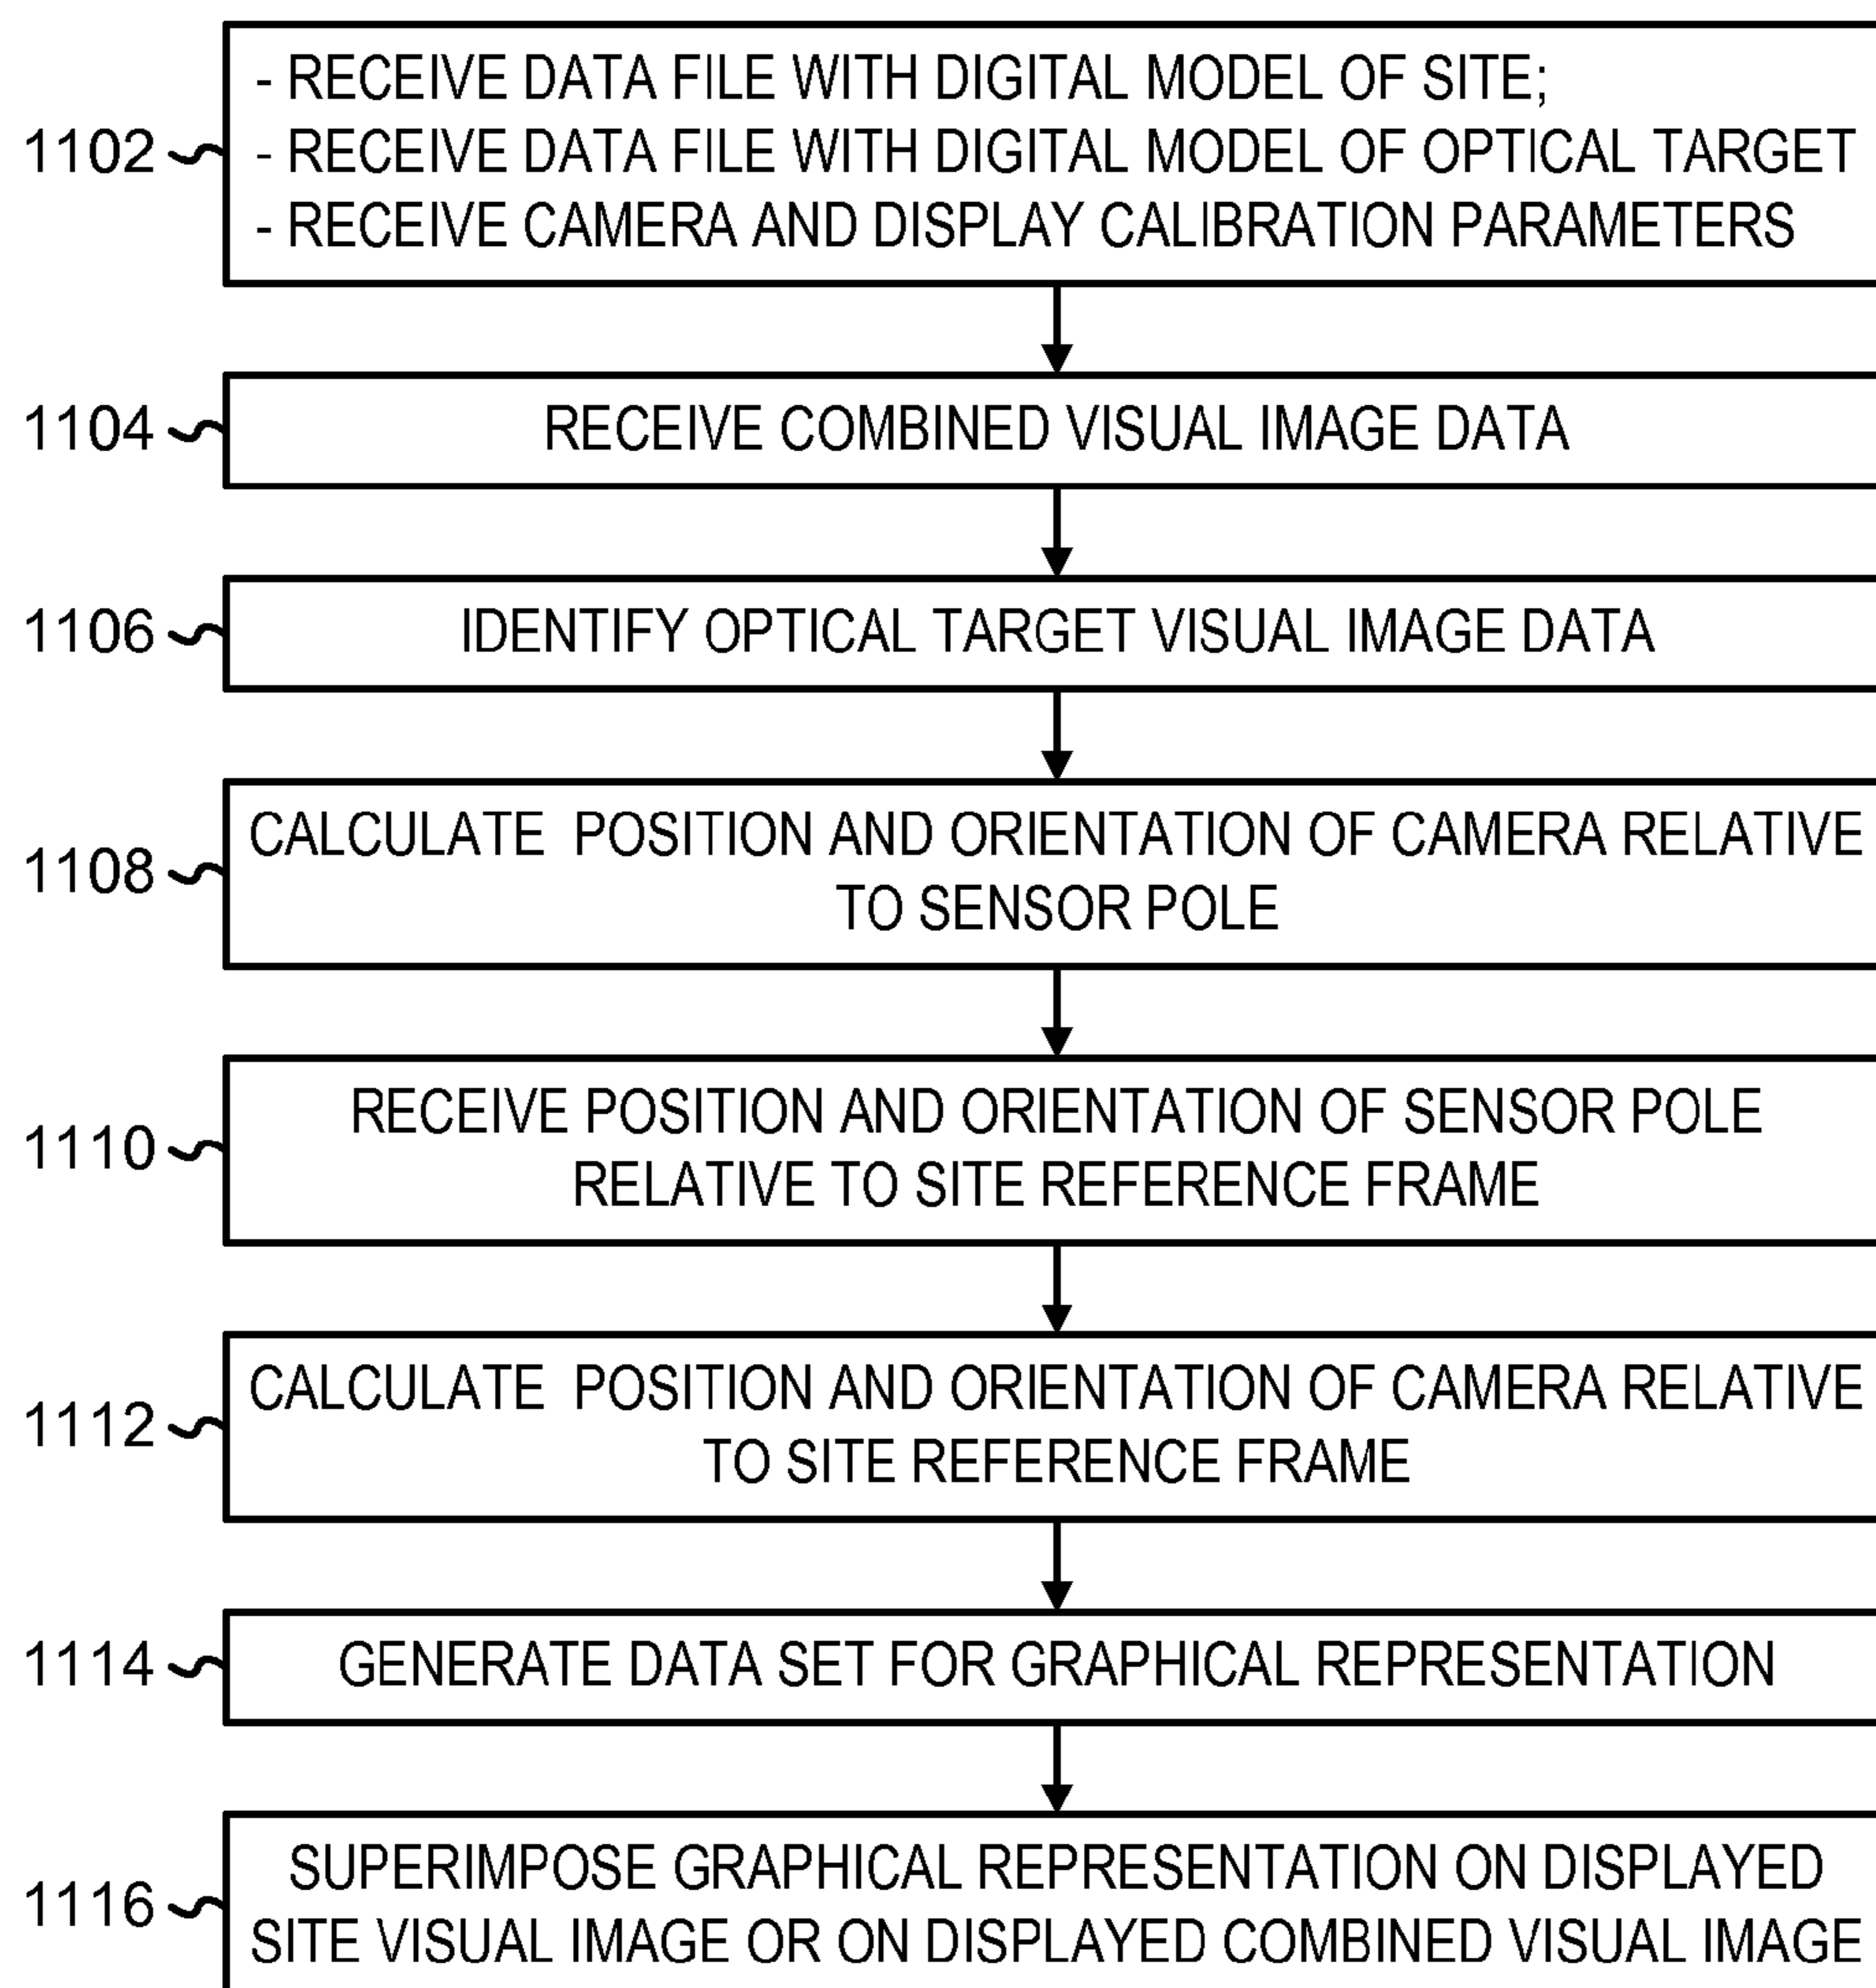 - RECEIVE DATA FILE WITH DIGITAL MODEL OF SITE;
1102 - RECEIVE DATA FILE WITH DIGITAL MODEL OF OPTICAL TARGET
- RECEIVE CAMERA AND DISPLAY CALIBRATION PARAMETERS
1104 RECEIVE COMBINED VISUAL IMAGE DATA
1106 IDENTIFY OPTICAL TARGET VISUAL IMAGE DATA
1108
CALCULATE POSITION AND ORIENTATION OF CAMERA RELATIVE
TO SENSOR POLE
1110
RECEIVE POSITION AND ORIENTATION OF SENSOR POLE
RELATIVE TO SITE REFERENCE FRAME
1112
CALCULATE POSITION AND ORIENTATION OF CAMERA RELATIVE
TO SITE REFERENCE FRAME
1114 GENERATE DATA SET FOR GRAPHICAL REPRESENTATION
1116
SUPERIMPOSE GRAPHICAL REPRESENTATION ON DISPLAYED
SITE VISUAL IMAGE OR ON DISPLAYED COMBINED VISUAL IMAGE